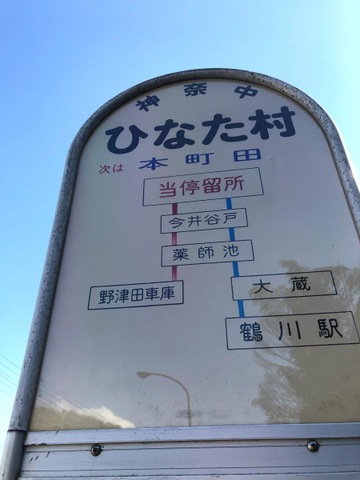 神奈中
ひなた村
次は 本町田
当停留所
今井谷戸
薬師池
野津田車庫
大蔵
鶴川駅